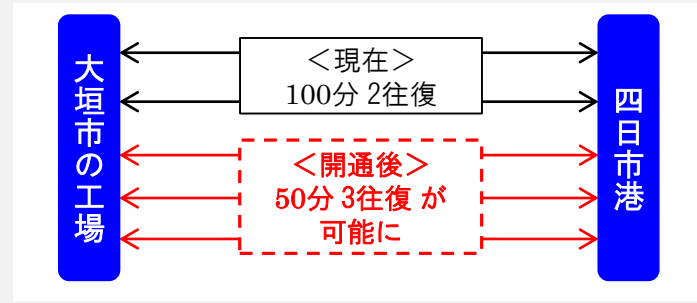 大垣市の工場
＜現在＞
100分 2往復
＜開通後＞
50分 3往復 が
可能に
四日市港